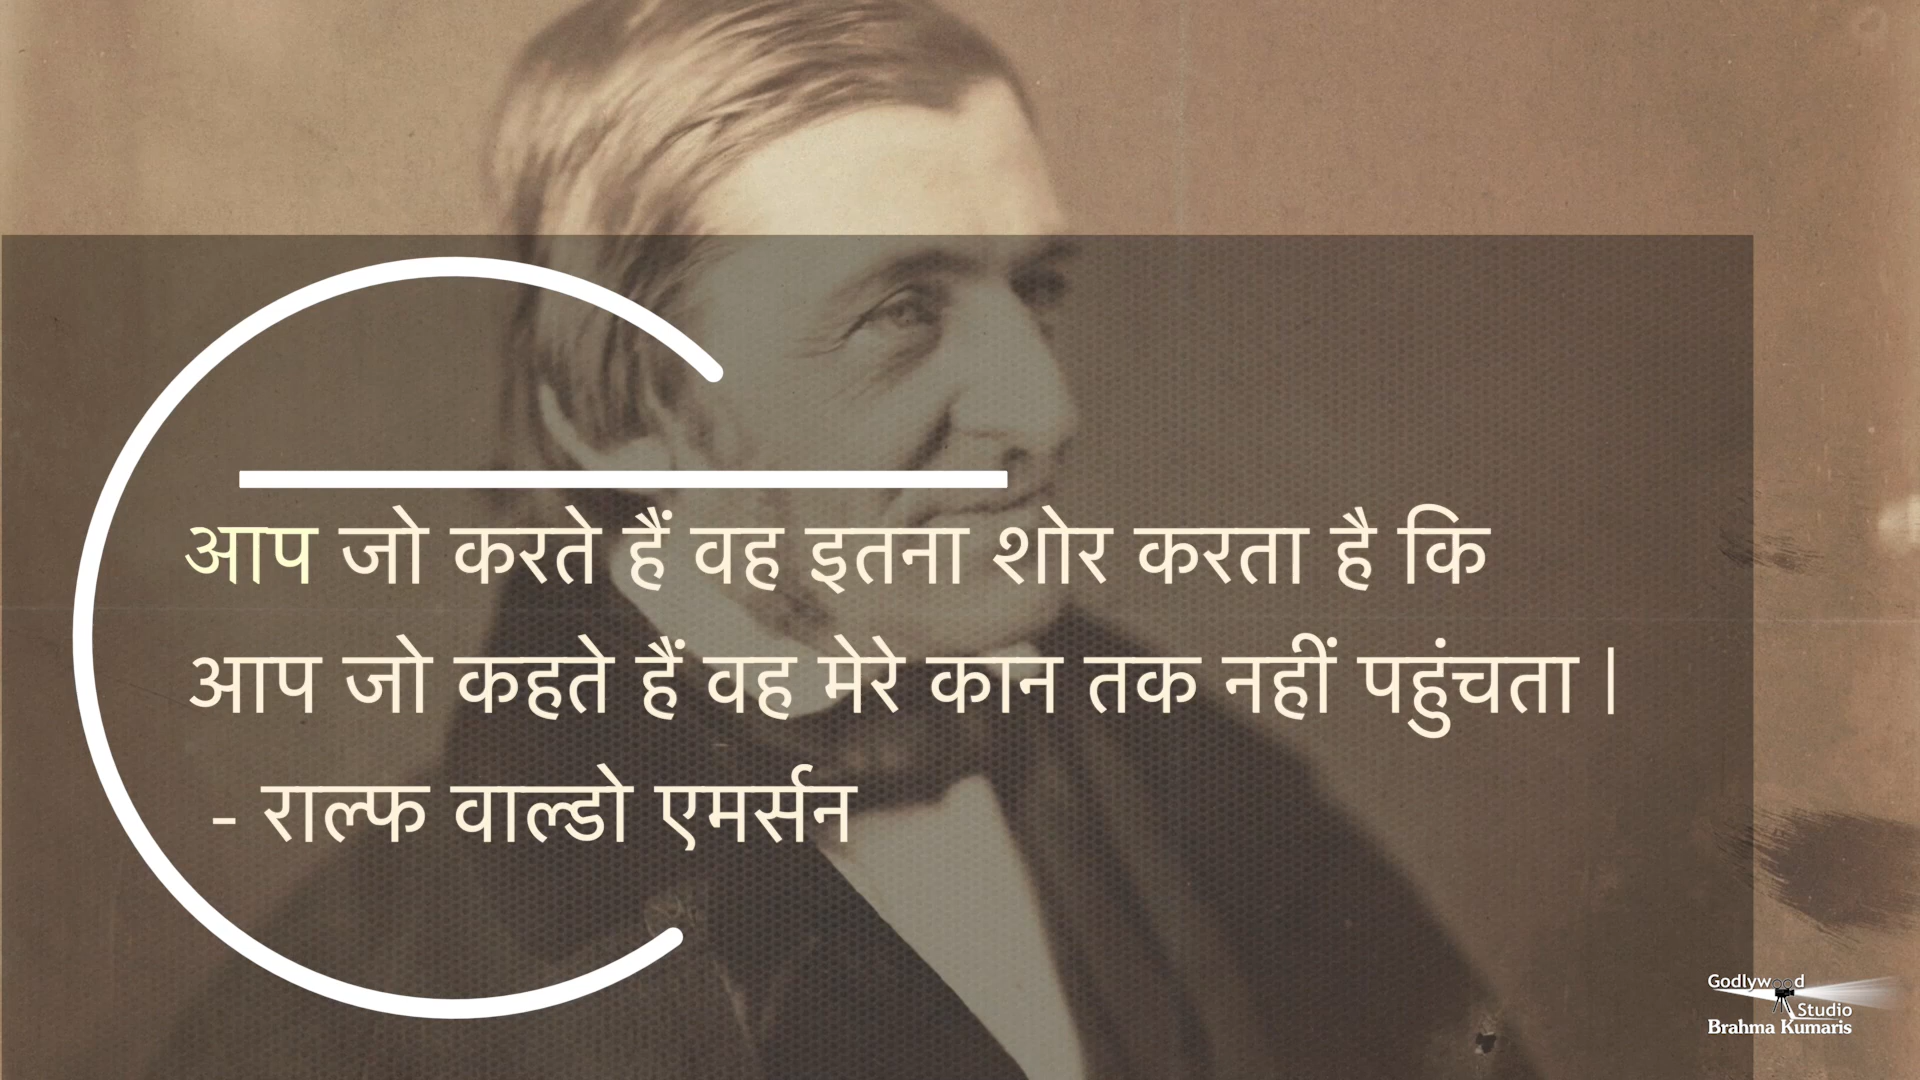 आप जो करते हैं वह इतना शोर करता है कि
आप जो कहते हैं वह मेरे कान तक नहीं पहुंचता |
- राल्फ वाल्डो एमर्सन
Godlywood
Studio
Brahma Kumaris